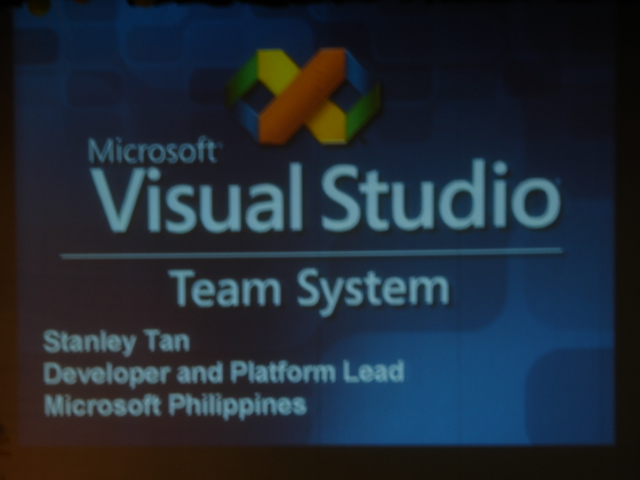 Microsoft
Visual Studio
Team System
Stanley Tan
Developer and Platform Lead
Microsoft Philippines